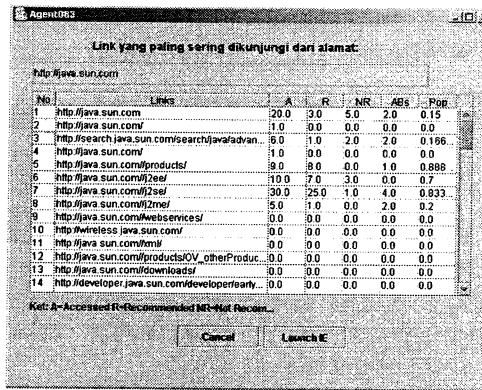 Agent083
Link yang paling sering dikunjungi dari alamat:
http://java.sun.com
No Links A R NR ABs Pop
1 http://java.sun.com 20.0 3.0 5.0 2.0 0.15
2 http://java.sun.com/ 1.0 0.0 0.0 0.0 0.0
3 http://search.java.sun.com/search/java/advan... 6.0 1.0 2.0 2.0 0.166...
4 http://java.sun.com/ 1.0 0.0 0.0 0.0 0.0
5 http://java.sun.com//products/ 9.0 8.0 0.0 1.0 0.888
6 http://java.sun.com//j2ee/ 10.0 7.0 3.0 0.0 0.7
7 http://java.sun.com//j2se/ 30.0 25.0 1.0 4.0 0.833...
8 http://java.sun.com//j2me/ 5.0 1.0 0.0 2.0 0.2
9 http://java.sun.com//webservices/ 0.0 0.0 0.0 0.0 0.0
10 http://wireless.java.sun.com/ 0.0 0.0 0.0 0.0 0.0
11 http://java.sun.com//xml/ 0.0 0.0 0.0 0.0 0.0
12 http://java.sun.com//products/OV_otherProduc... 0.0 0.0 0.0 0.0 0.0
13 http://java.sun.com//downloads/ 0.0 0.0 0.0 0.0 0.0
14 http://developer.java.sun.com/developer/early... 0.0 0.0 0.0 0.0 0.0
Ket: A=Accessed R=Recommended NR=Not Recom...
Cancel Launch IE